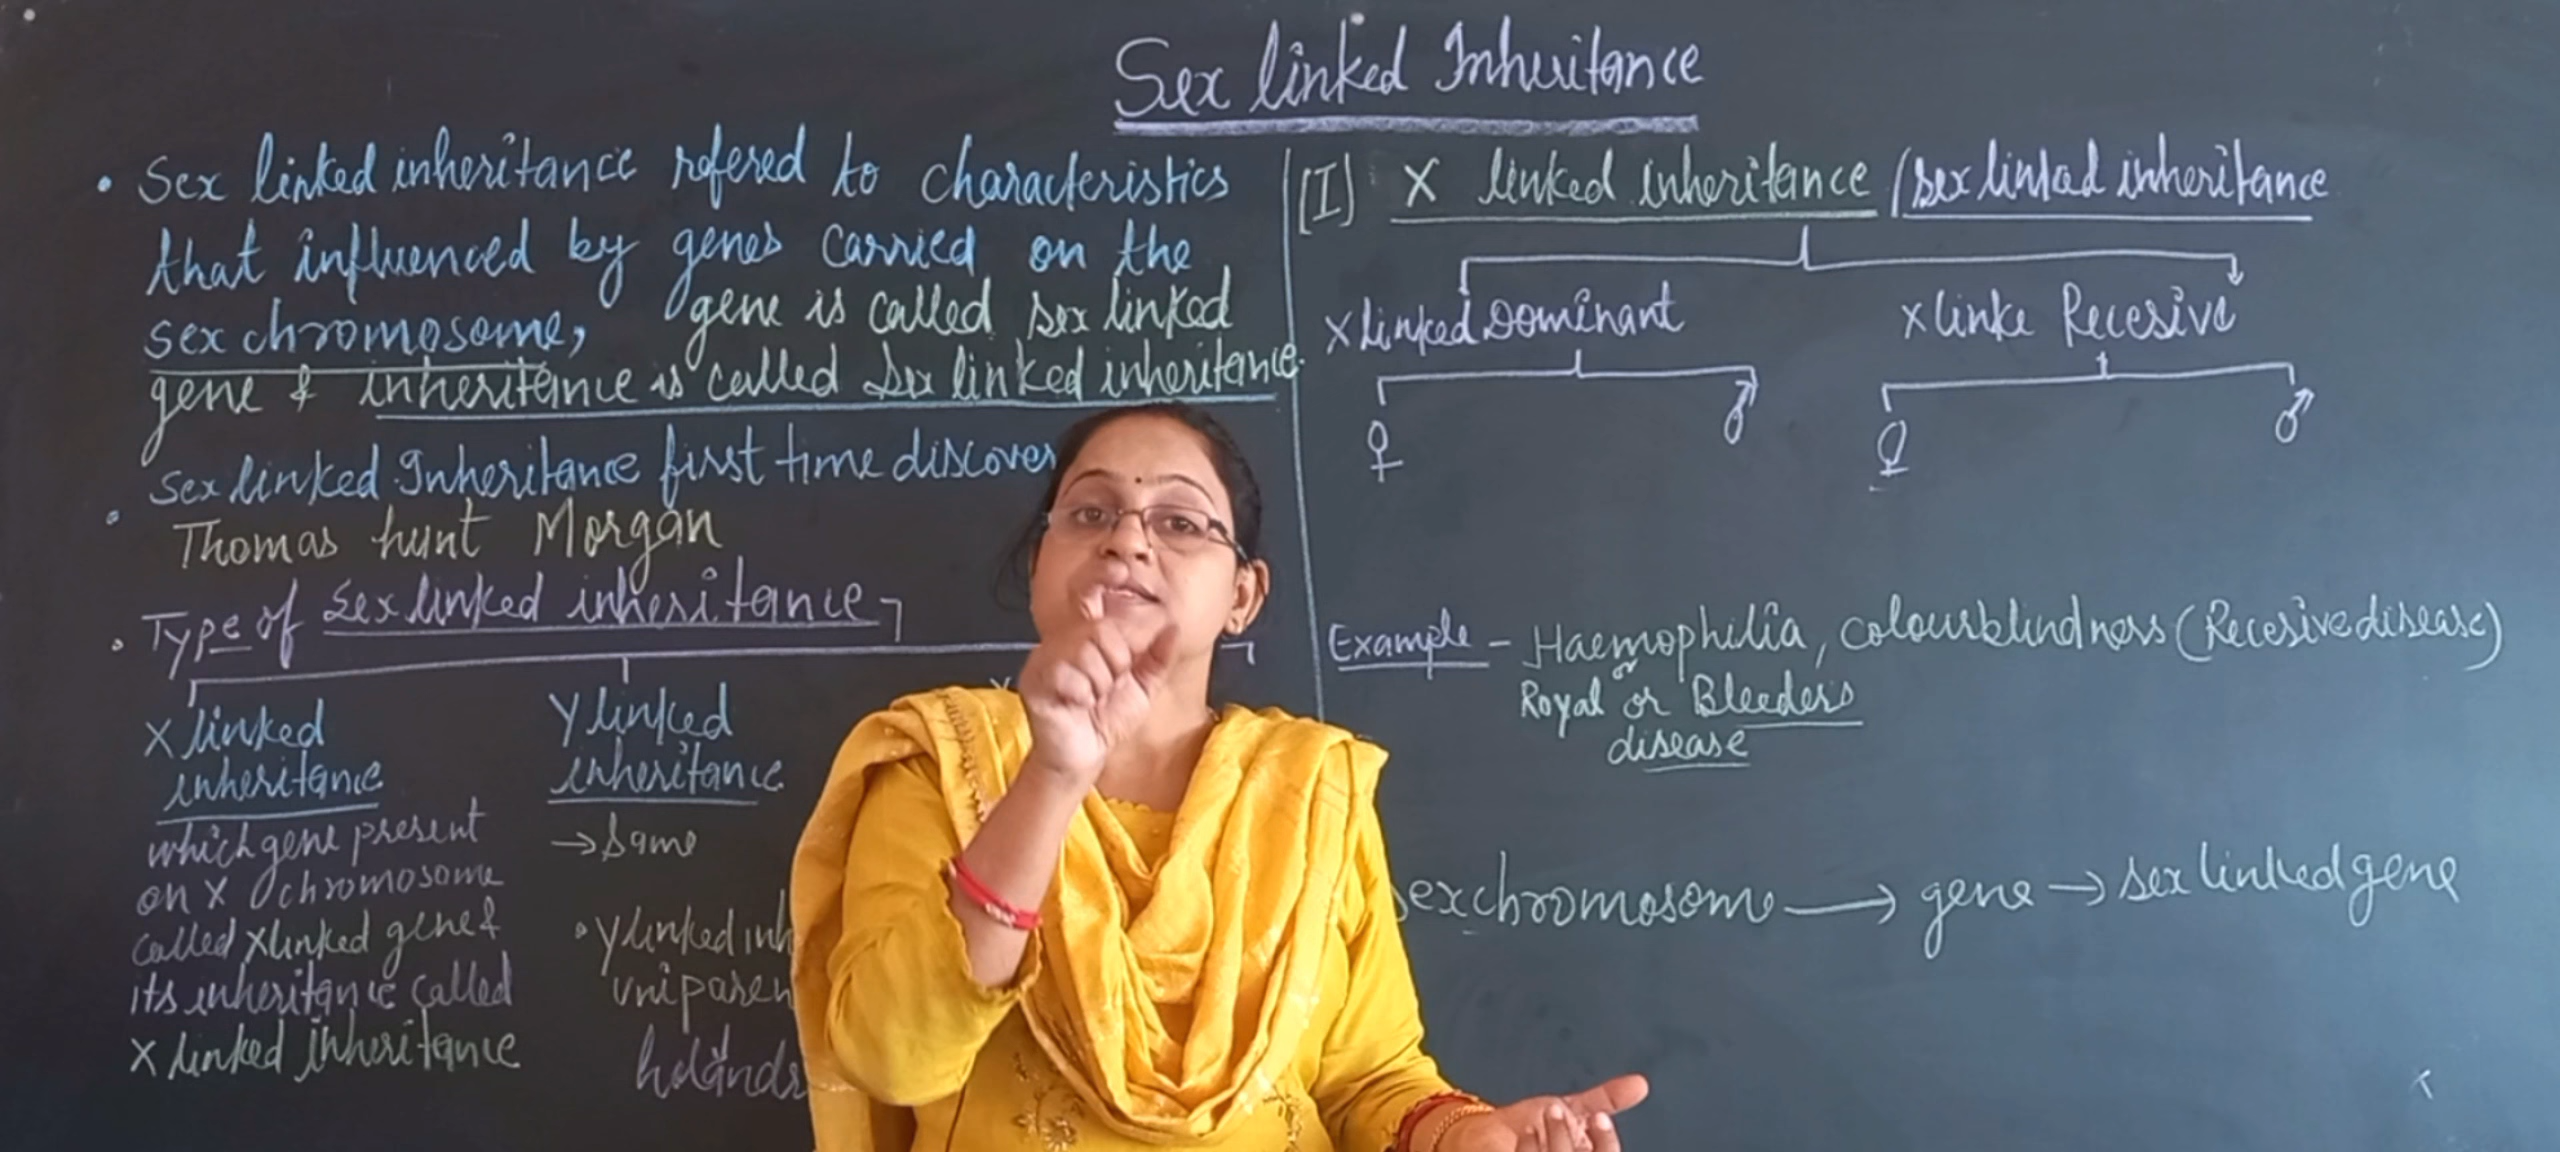 Sex linked Inheritance
• Sex linked inheritance refered to characteristics
that influenced by genes carried on the
sex chromosome, gene is called sex linked
gene & inheritance is called sex linked inheritance.
• Sex linked Inheritance first time discover
Thomas hunt Morgan
• Type of sex linked inheritance
X linked
inheritance
which gene present
on X chromosome
called X linked gene &
its inheritance called
X linked inheritance
Y linked
inheritance
→ same
• Y linked inh
uniparen
[I] X linked inheritance / sex linked inheritance
X linked Dominant
X linke Recesive
♀ ♂ ♀ ♂
Example - Haemophilia, colourblindness (Recesive disease)
or
Royal or Bleeders
disease
sexchromosome → gene → sex linked gene